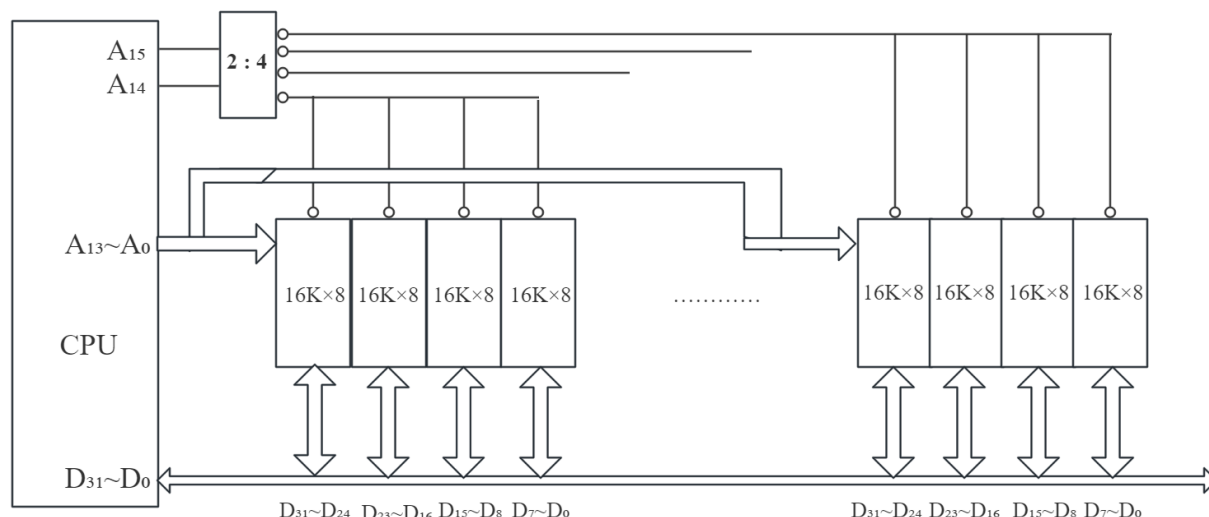 A₁₅
2 : 4
A₁₄
A₁₃~A₀
16K×8 16K×8 16K×8 16K×8 ............ 16K×8 16K×8 16K×8 16K×8
CPU
D₃₁~D₀
D₃₁~D₂₄ D₂₃~D₁₆ D₁₅~D₈ D₇~D₀ D₃₁~D₂₄ D₂₃~D₁₆ D₁₅~D₈ D₇~D₀